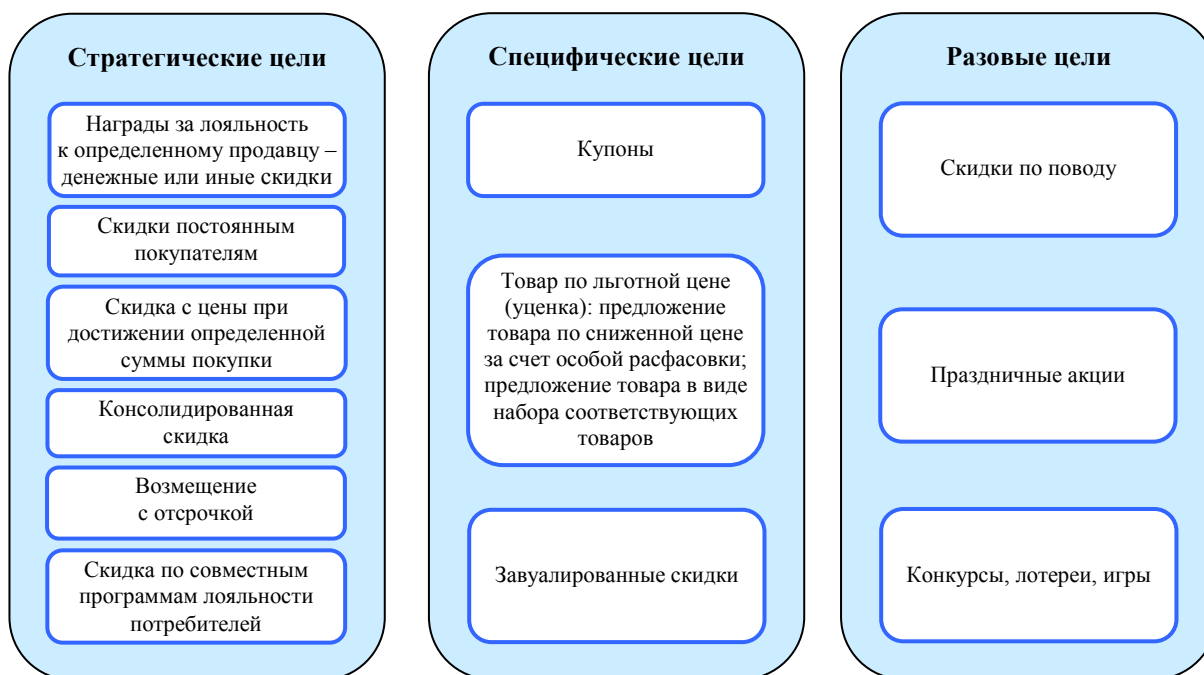 Стратегические цели
Награды за лояльность
к определенному продавцу –
денежные или иные скидки
Скидки постоянным
покупателям
Скидка с цены при
достижении определенной
суммы покупки
Консолидированная
скидка
Возмещение
с отсрочкой
Скидка по совместным
программам лояльности
потребителей
Специфические цели
Купоны
Товар по льготной цене
(уценка): предложение
товара по сниженной цене
за счет особой расфасовки;
предложение товара в виде
набора соответствующих
товаров
Завуалированные скидки
Разовые цели
Скидки по поводу
Праздничные акции
Конкурсы, лотереи, игры